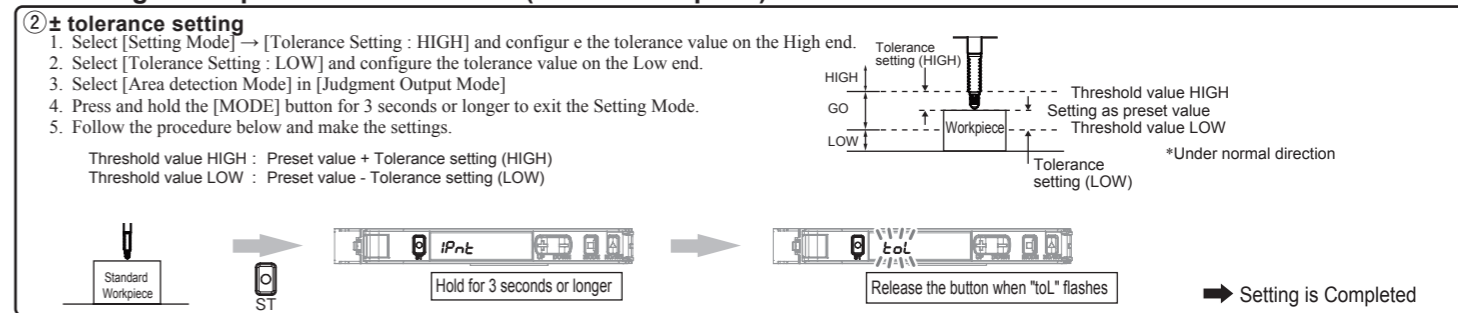 ② ± tolerance setting
1. Select [Setting Mode] → [Tolerance Setting : HIGH] and configur e the tolerance value on the High end.
2. Select [Tolerance Setting : LOW] and configure the tolerance value on the Low end.
3. Select [Area detection Mode] in [Judgment Output Mode]
4. Press and hold the [MODE] button for 3 seconds or longer to exit the Setting Mode.
5. Follow the procedure below and make the settings.
Threshold value HIGH : Preset value + Tolerance setting (HIGH)
Threshold value LOW : Preset value - Tolerance setting (LOW)
Tolerance
setting (HIGH)
HIGH
GO
LOW
Workpiece
Threshold value HIGH
Setting as preset value
Threshold value LOW
*Under normal direction
Tolerance
setting (LOW)
Standard
Workpiece
ST
1Pnt
Hold for 3 seconds or longer
toL
Release the button when "toL" flashes
➡ Setting is Completed